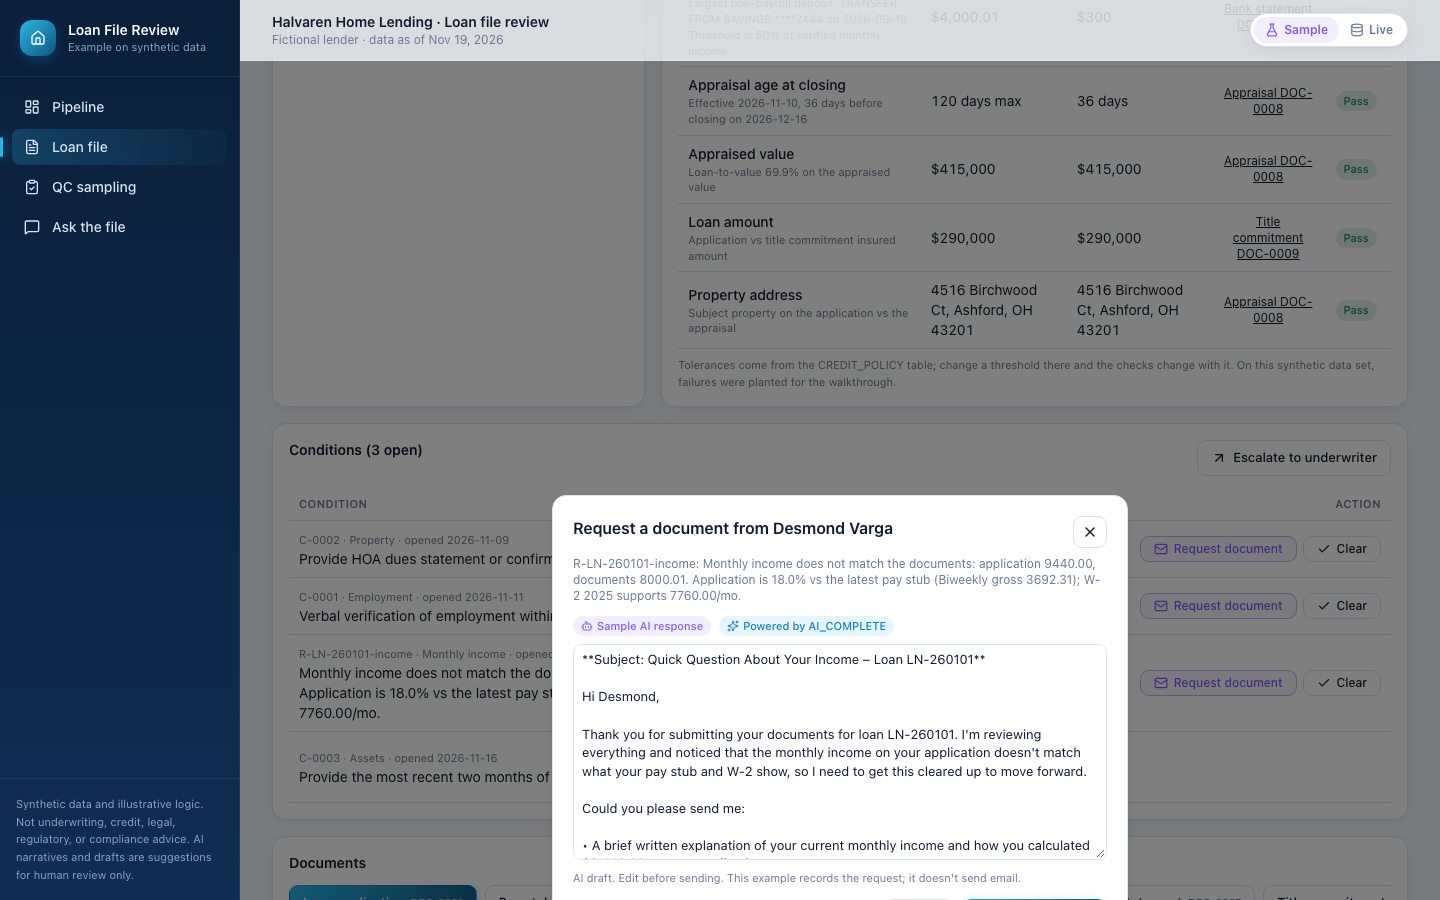 Loan File Review
Example on synthetic data
Pipeline
Loan file
QC sampling
Ask the file
Synthetic data and illustrative logic.
Not underwriting, credit, legal,
regulatory, or compliance advice. AI
narratives and drafts are suggestions
for human review only.
Halvaren Home Lending · Loan file review
Fictional lender · data as of Nov 19, 2026
Sample
Live
Largest non-payroll deposit: TRANSFER
FROM SAVINGS ****2444 on 2026-09-19.
Threshold is 50% of verified monthly
income
$4,000.01
$300
Bank statement
Appraisal age at closing
Effective 2026-11-10, 36 days before
closing on 2026-12-16
120 days max
36 days
Appraisal DOC-
0008
Pass
Appraised value
Loan-to-value 69.9% on the appraised
value
$415,000
$415,000
Appraisal DOC-
0008
Pass
Loan amount
Application vs title commitment insured
amount
$290,000
$290,000
Title
commitment
DOC-0009
Pass
Property address
Subject property on the application vs the
appraisal
4516 Birchwood
Ct, Ashford, OH
43201
4516 Birchwood
Ct, Ashford, OH
43201
Appraisal DOC-
0008
Pass
Tolerances come from the CREDIT_POLICY table; change a threshold there and the checks change with it. On this synthetic data set,
failures were planted for the walkthrough.
Conditions (3 open)
Escalate to underwriter
CONDITION
ACTION
C-0002 · Property · opened 2026-11-09
Provide HOA dues statement or confirm
Request document
Clear
C-0001 · Employment · opened 2026-11-11
Verbal verification of employment within
Request document
Clear
R-LN-260101-income · Monthly income · opened
Monthly income does not match the do
Application is 18.0% vs the latest pay st
7760.00/mo.
Request document
Clear
C-0003 · Assets · opened 2026-11-16
Provide the most recent two months of
Documents
Request a document from Desmond Varga
R-LN-260101-income: Monthly income does not match the documents: application 9440.00,
documents 8000.01. Application is 18.0% vs the latest pay stub (Biweekly gross 3692.31); W-
2 2025 supports 7760.00/mo.
Sample AI response
Powered by AI_COMPLETE
**Subject: Quick Question About Your Income – Loan LN-260101**
Hi Desmond,
Thank you for submitting your documents for loan LN-260101. I'm reviewing
everything and noticed that the monthly income on your application doesn't match
what your pay stub and W-2 show, so I need to get this cleared up to move forward.
Could you please send me:
• A brief written explanation of your current monthly income and how you calculated
AI draft. Edit before sending. This example records the request; it doesn't send email.